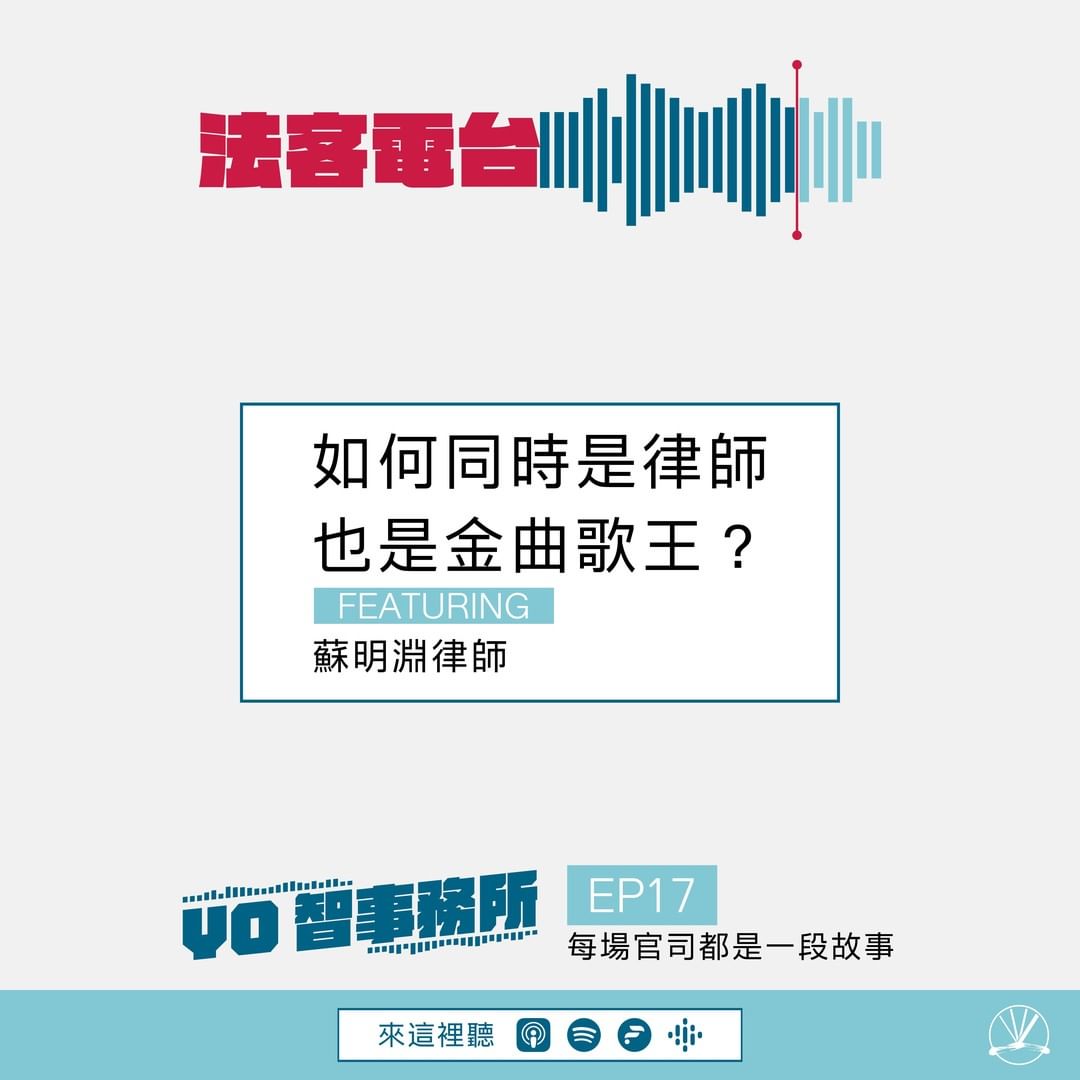 法客電台
如何同時是律師
也是金曲歌王？
FEATURING
蘇明淵律師
YO 智事務所
EP17
每場官司都是一段故事
來這裡聽